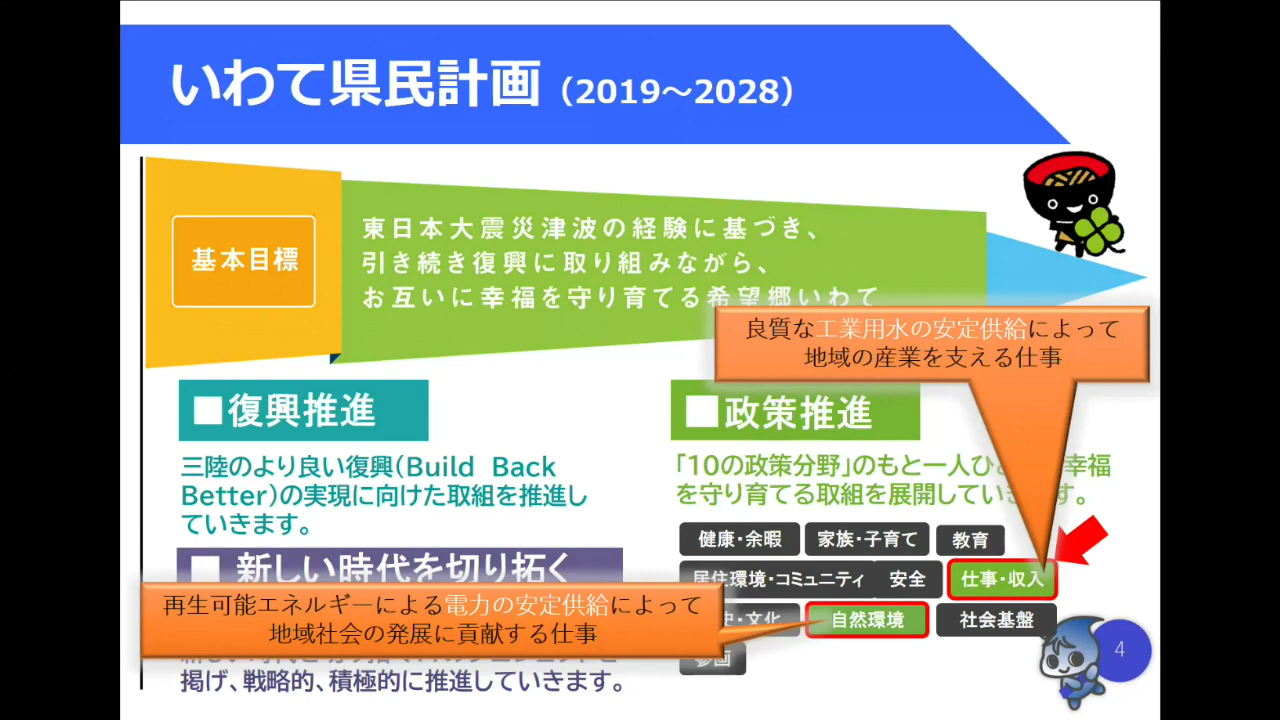 いわて県民計画（2019～2028）
基本目標
東日本大震災津波の経験に基づき、
引き続き復興に取り組みながら、
お互いに幸福を守り育てる希望郷いわて
良質な工業用水の安定供給によって
地域の産業を支える仕事
■復興推進
三陸のより良い復興（Build Back
Better）の実現に向けた取組を推進し
ていきます。
■ 新しい時代を切り拓く
再生可能エネルギーによる電力の安定供給によって
地域社会の発展に貢献する仕事
掲げ、戦略的、積極的に推進していきます。
■政策推進
「10の政策分野」のもと一人ひ 幸福
を守り育てる取組を展開してい す。
健康・余暇 家族・子育て 教育
居住環境・コミュニティ 安全 仕事・収入
・文化 自然環境 社会基盤
参画
4